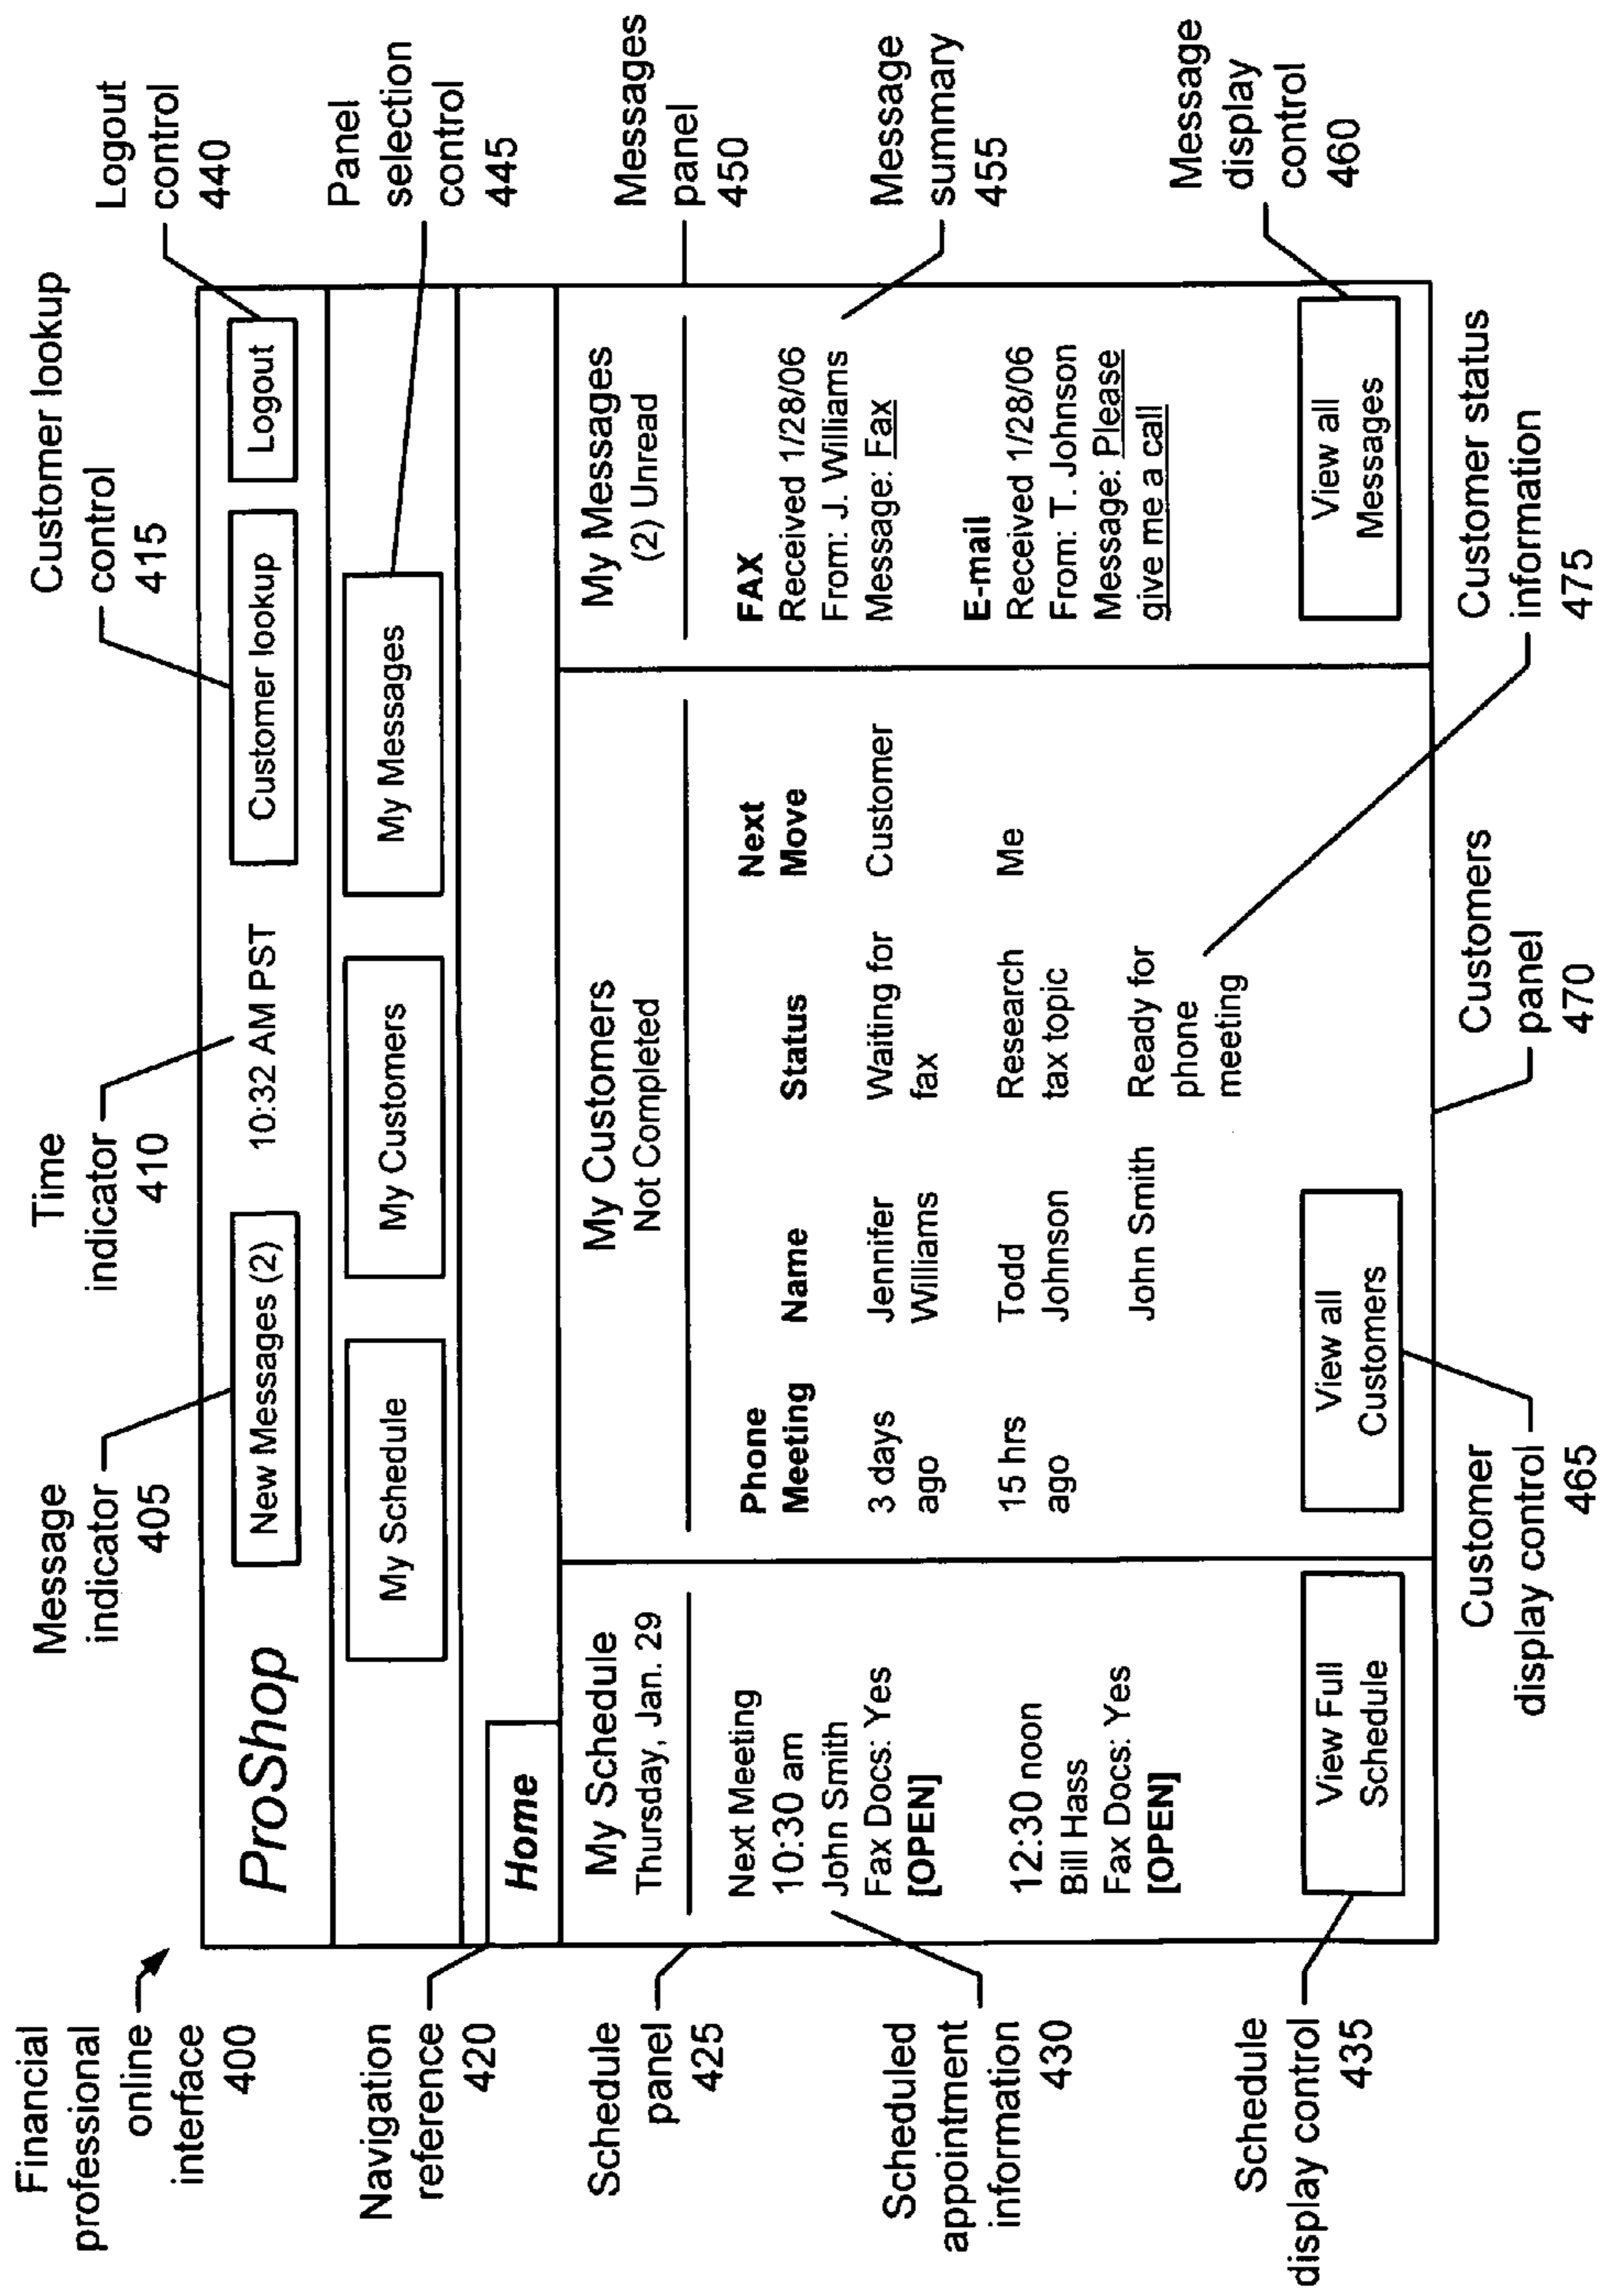 Financial
professional
online
interface
400
Message
indicator
405
Time
indicator
410
Customer lookup
control
415
Logout
control
440
ProShop
New Messages (2)
10:32 AM PST
Customer lookup
Logout
Panel
selection
control
445
My Schedule
My Customers
My Messages
Navigation
reference
420
Home
Schedule
panel
425
My Schedule
Thursday, Jan. 29
Next Meeting
10:30 am
John Smith
Fax Docs: Yes
[OPEN]
12:30 noon
Bill Hass
Fax Docs: Yes
[OPEN]
View Full
Schedule
Scheduled
appointment
information
430
Schedule
display control
435
My Customers
Not Completed
Phone
Meeting
Name
Status
Next
Move
3 days
ago
Jennifer
Williams
Waiting for
fax
Customer
15 hrs
ago
Todd
Johnson
Research
tax topic
Me
John Smith
Ready for
phone
meeting
View all
Customers
Customer
display control
465
Customers
panel
470
Customer status
information
475
My Messages
(2) Unread
FAX
Received 1/28/06
From: J. Williams
Message: Fax
E-mail
Received 1/28/06
From: T. Johnson
Message: Please
give me a call
View all
Messages
Messages
panel
450
Message
summary
455
Message
display
control
460